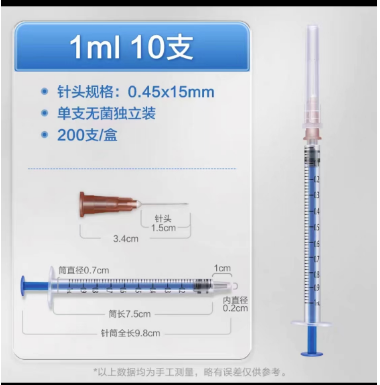 1ml 10支
针头规格：0.45x15mm
单支无菌独立装
200支/盒
针头
1.5cm
3.4cm
筒直径0.7cm
1cm
内直径
0.2cm
筒长7.5cm
针筒全长9.8cm
*以上数据均为手工测量，略有误差仅供参考。